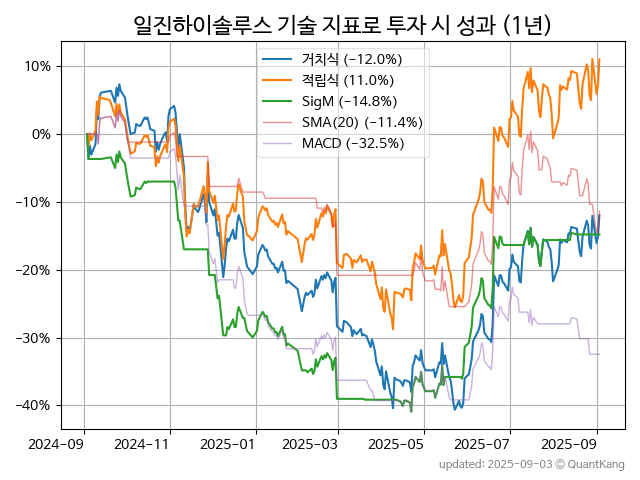 일진하이솔루스 기술 지표로 투자 시 성과 (1년)
거치식 (−12.0%)
적립식 (11.0%)
SigM (−14.8%)
SMA(20) (−11.4%)
MACD (−32.5%)
10%
0%
−10%
−20%
−30%
−40%
2024−09
2024−11
2025−01
2025−03
2025−05
2025−07
2025−09
updated: 2025−09−03 © QuantKang